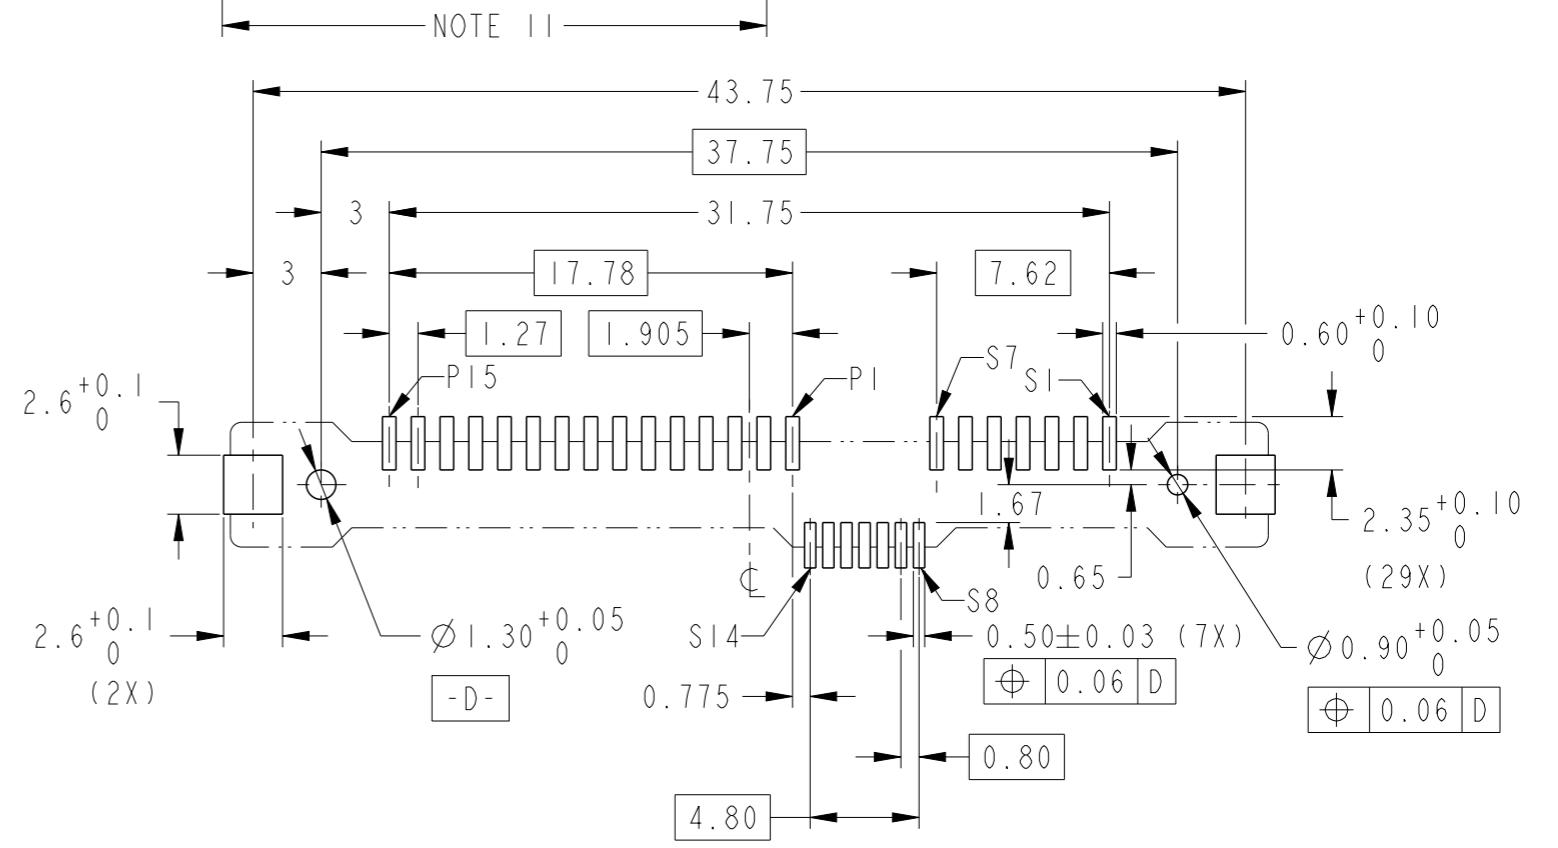 NOTE 11
43.75
37.75
3
31.75
3
17.78
7.62
1.27
1.905
0.60 +0.10 0
P15
P1
S7
S1
2.6 +0.1 0
1.67
2.35 +0.10 0
(29X)
0.65
℄
S8
S14
2.6 +0.1 0
(2X)
Ø1.30 +0.05 0
-D-
0.50±0.03 (7X)
⌖ 0.06 D
Ø0.90 +0.05 0
⌖ 0.06 D
0.775
0.80
4.80